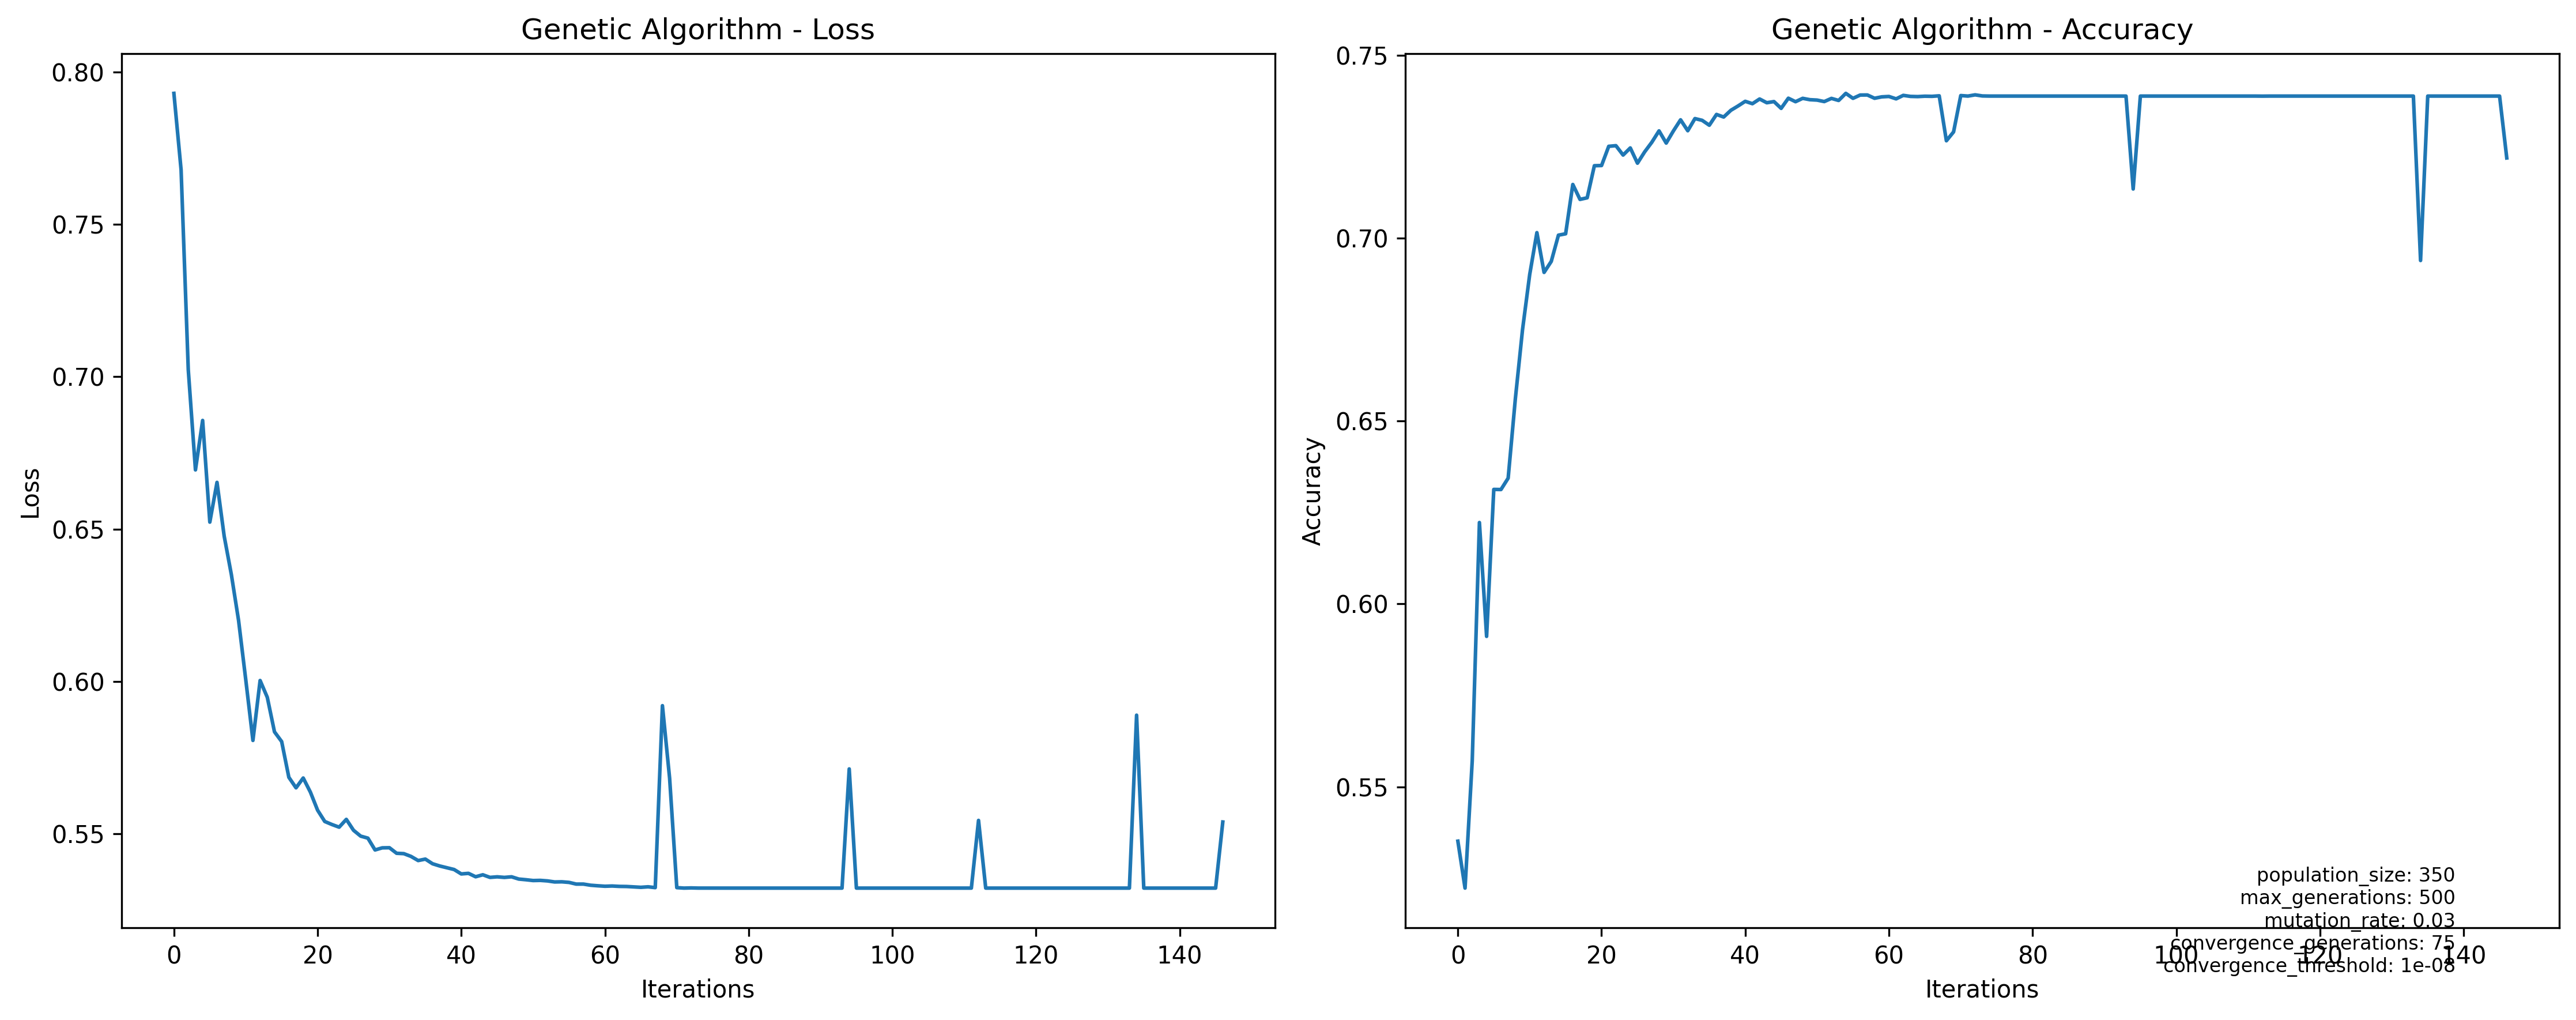 Genetic Algorithm - Loss
0.80
0.75
0.70
0.65
0.60
0.55
Loss
0 20 40 60 80 100 120 140
Iterations
Genetic Algorithm - Accuracy
0.75
0.70
0.65
0.60
0.55
Accuracy
population_size: 350
max_generations: 500
mutation_rate: 0.03
convergence_generations: 75
convergence_threshold: 1e-08
0 20 40 60 80 100 120 140
Iterations